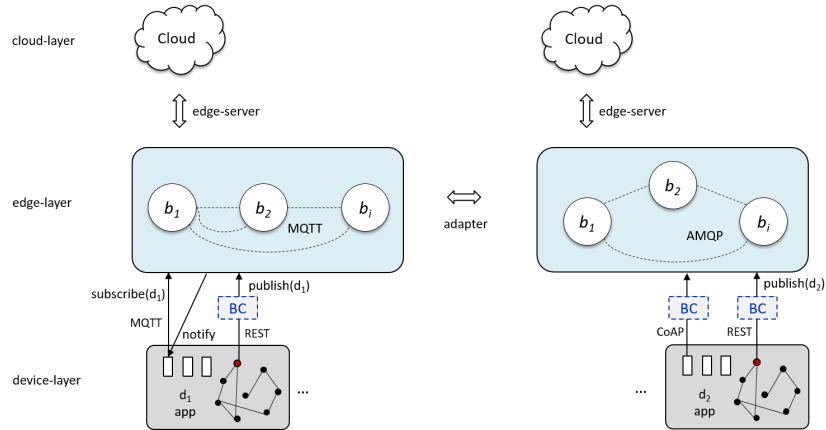 cloud-layer
Cloud
Cloud
edge-server
edge-server
edge-layer
b1
b2
bi
MQTT
adapter
b1
b2
bi
AMQP
subscribe(d1)
MQTT
notify
publish(d1)
BC
REST
publish(d2)
BC
BC
CoAP
REST
device-layer
d1
app
...
...
d2
app